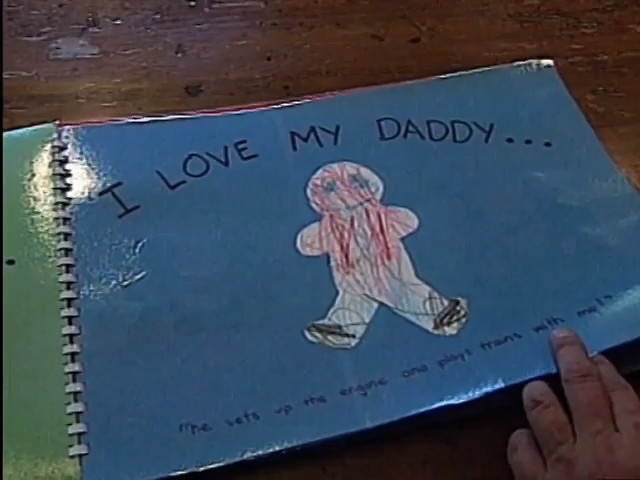 I LOVE MY DADDY...
"he sets up the engine and plays trains with me!"